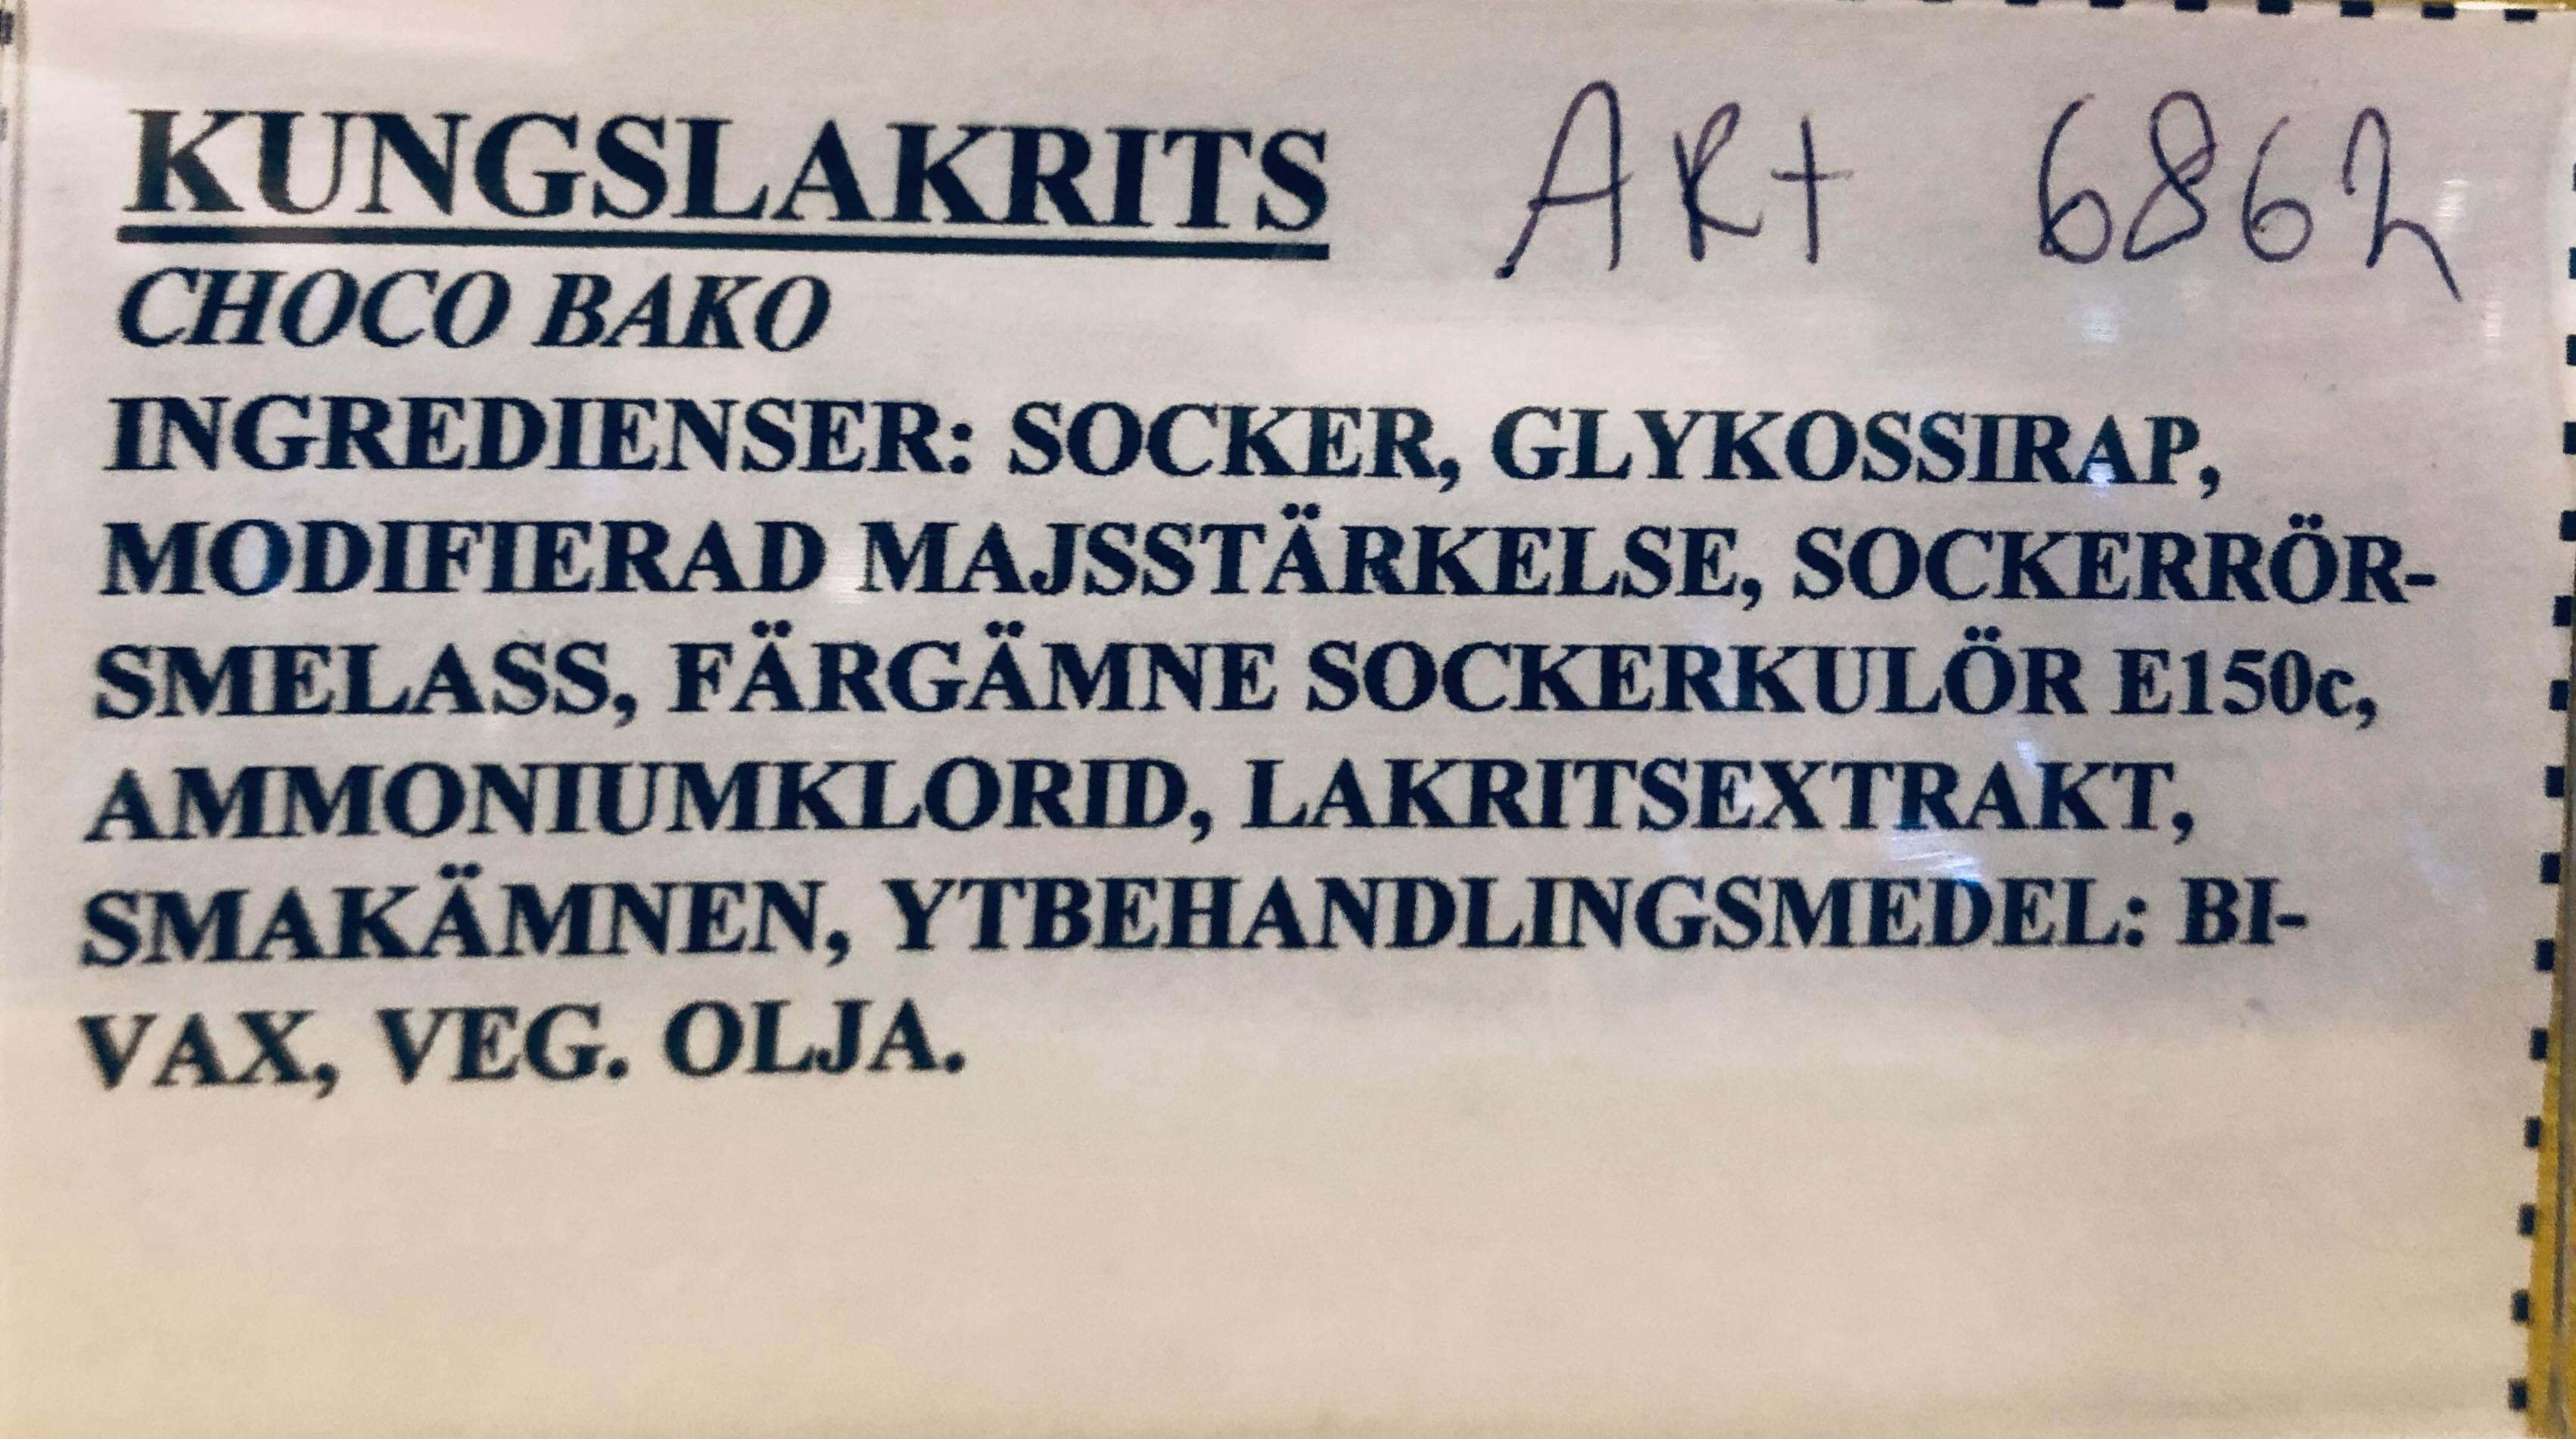 KUNGSLAKRITS ARt 6862
CHOCO BAKO
INGREDIENSER: SOCKER, GLYKOSSIRAP,
MODIFIERAD MAJSSTÄRKELSE, SOCKERRÖR-
SMELASS, FÄRGÄMNE SOCKERKULÖR E150c,
AMMONIUMKLORID, LAKRITSEXTRAKT,
SMAKÄMNEN, YTBEHANDLINGSMEDEL: BI-
VAX, VEG. OLJA.